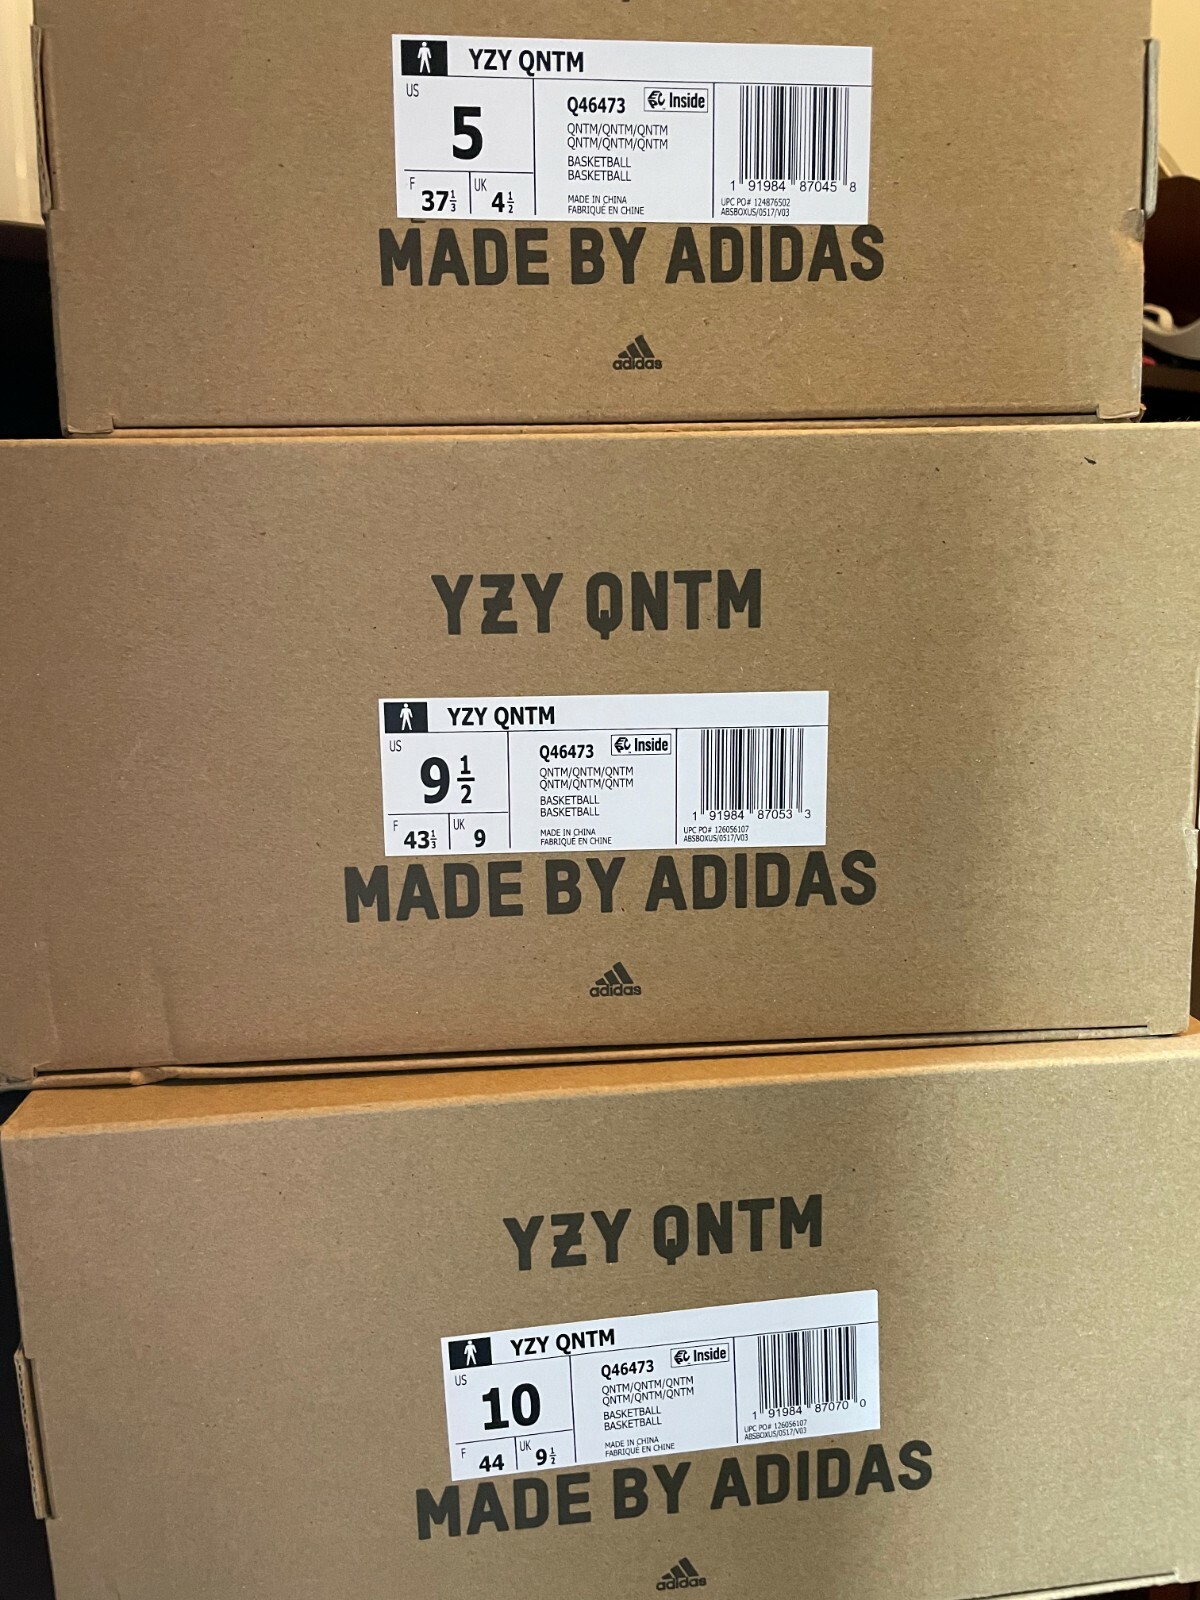 YZY QNTM
US
5
F 37⅓
UK 4½
Q46473
Inside
QNTM/QNTM/QNTM
QNTM/QNTM/QNTM
BASKETBALL
BASKETBALL
MADE IN CHINA
FABRIQUÉ EN CHINE
1 91984 87045 8
UPC PO# 124876502
ABSBOXUS/0517/V03
MADE BY ADIDAS
adidas
YZY QNTM
YZY QNTM
US
9½
F 43⅓
UK 9
Q46473
Inside
QNTM/QNTM/QNTM
QNTM/QNTM/QNTM
BASKETBALL
BASKETBALL
MADE IN CHINA
FABRIQUÉ EN CHINE
1 91984 87053 3
UPC PO# 126056107
ABSBOXUS/0517/V03
MADE BY ADIDAS
adidas
YZY QNTM
YZY QNTM
US
10
F 44
UK 9½
Q46473
Inside
QNTM/QNTM/QNTM
QNTM/QNTM/QNTM
BASKETBALL
BASKETBALL
MADE IN CHINA
FABRIQUÉ EN CHINE
1 91984 87070 0
UPC PO# 126056107
ABSBOXUS/0517/V03
MADE BY ADIDAS
adidas